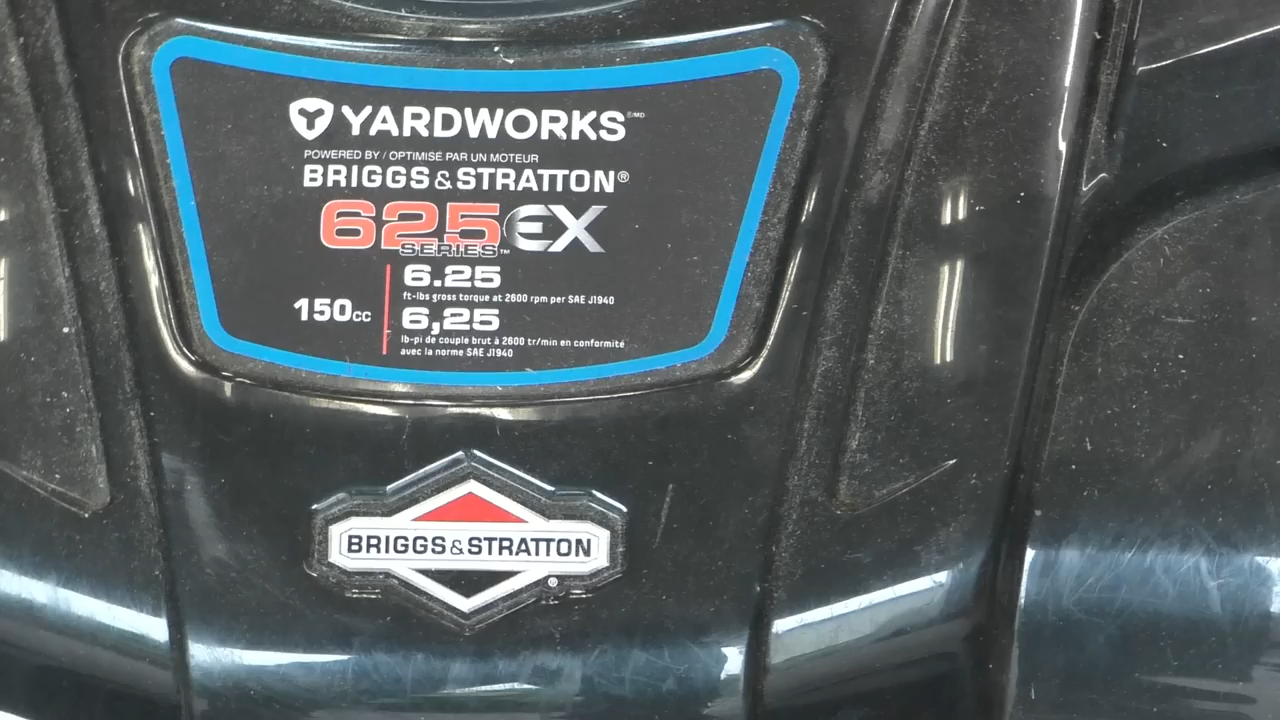 YARDWORKS ®/MD
POWERED BY / OPTIMISÉ PAR UN MOTEUR
BRIGGS & STRATTON®
625 EX
SERIES™
6.25
ft-lbs gross torque at 2600 rpm per SAE J1940
150cc
6,25
lb-pi de couple brut à 2600 tr/min en conformité
avec la norme SAE J1940
BRIGGS & STRATTON
®